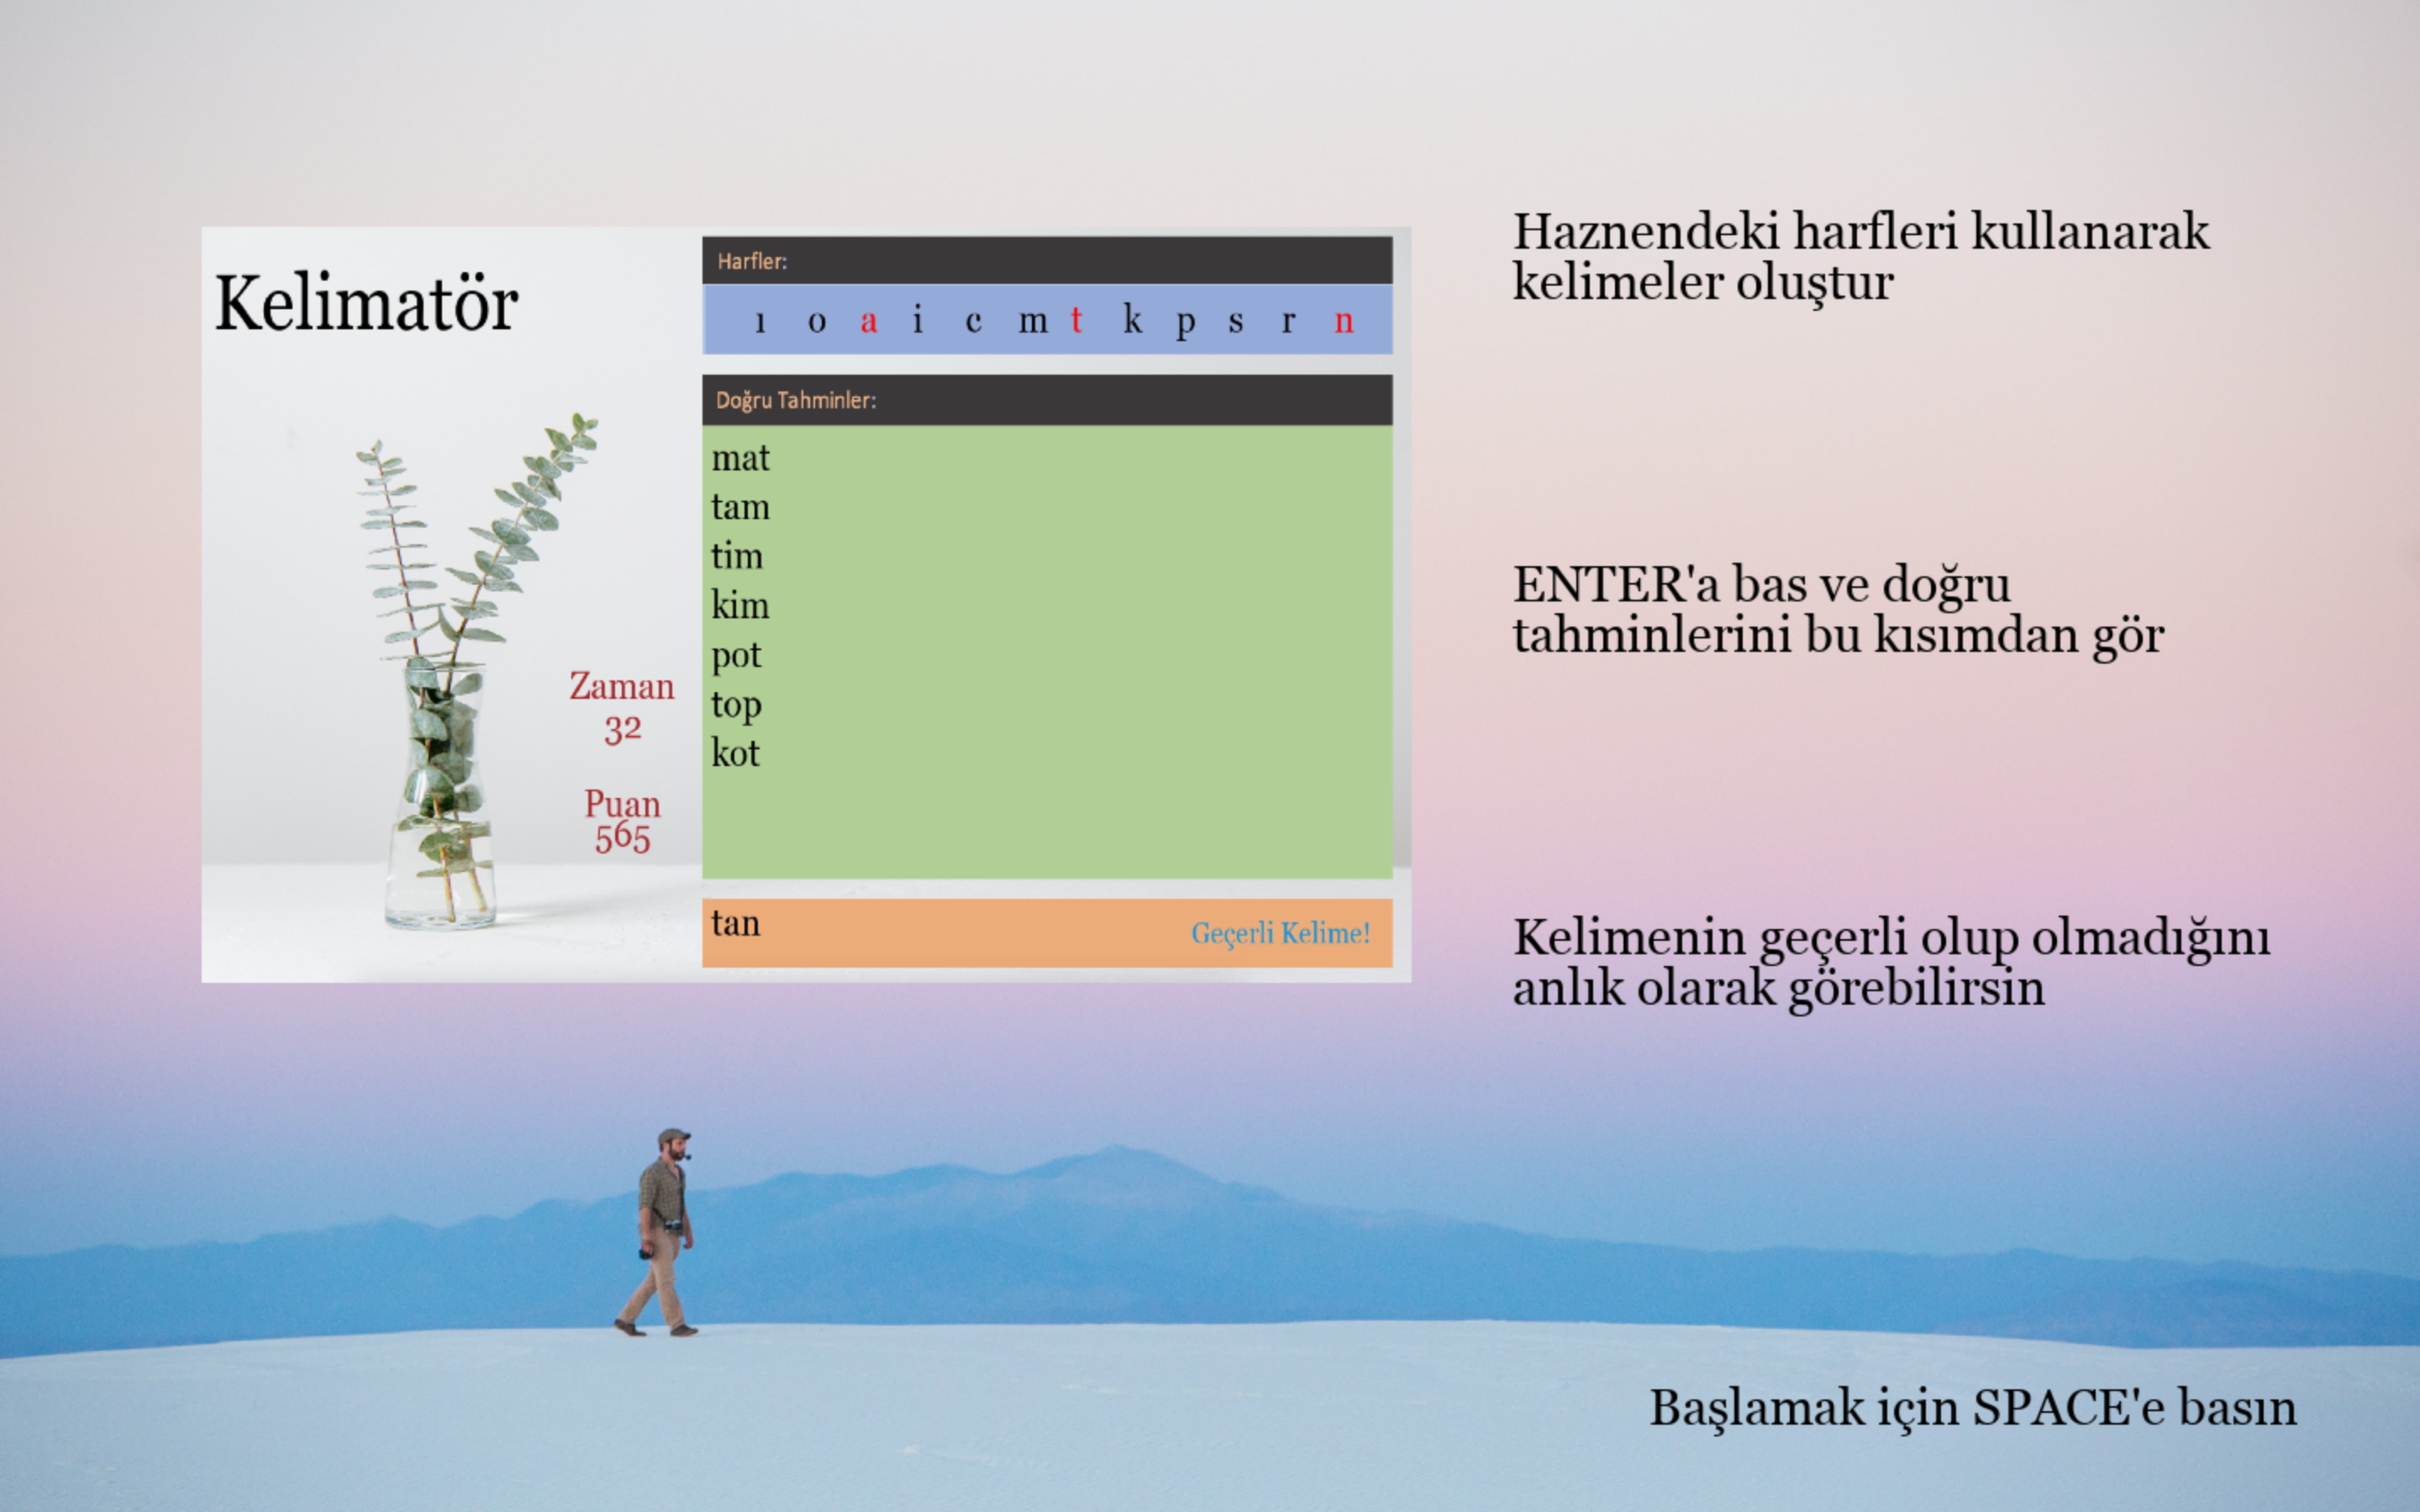 Kelimatör
Harfler:
ı o a i c m t k p s r n
Doğru Tahminler:
mat
tam
tim
kim
pot
top
kot
Zaman
32
Puan
565
tan
Geçerli Kelime!
Haznendeki harfleri kullanarak
kelimeler oluştur
ENTER'a bas ve doğru
tahminlerini bu kısımdan gör
Kelimenin geçerli olup olmadığını
anlık olarak görebilirsin
Başlamak için SPACE'e basın